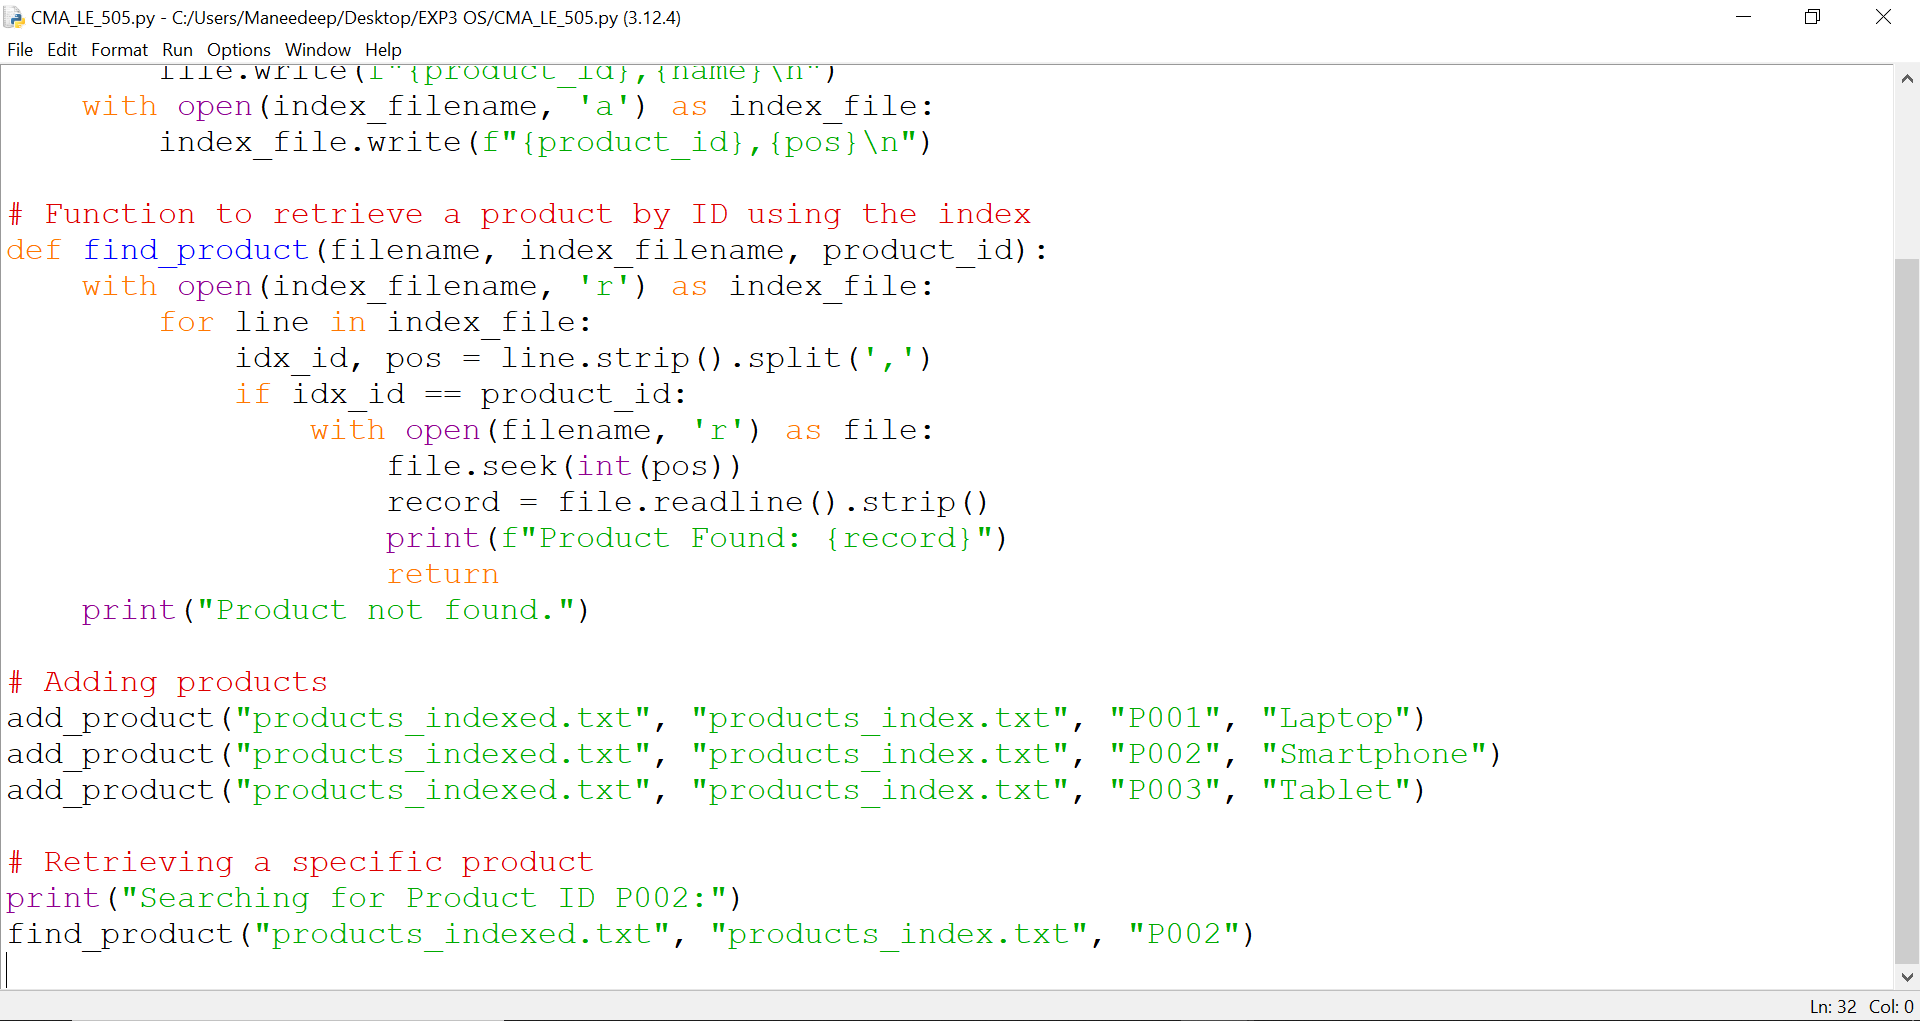 CMA_LE_505.py - C:/Users/Maneedeep/Desktop/EXP3 OS/CMA_LE_505.py (3.12.4)
File Edit Format Run Options Window Help
        file.write(f"{product_id},{name}\n")
    with open(index_filename, 'a') as index_file:
        index_file.write(f"{product_id},{pos}\n")

# Function to retrieve a product by ID using the index
def find_product(filename, index_filename, product_id):
    with open(index_filename, 'r') as index_file:
        for line in index_file:
            idx_id, pos = line.strip().split(',')
            if idx_id == product_id:
                with open(filename, 'r') as file:
                    file.seek(int(pos))
                    record = file.readline().strip()
                    print(f"Product Found: {record}")
                    return
    print("Product not found.")

# Adding products
add_product("products_indexed.txt", "products_index.txt", "P001", "Laptop")
add_product("products_indexed.txt", "products_index.txt", "P002", "Smartphone")
add_product("products_indexed.txt", "products_index.txt", "P003", "Tablet")

# Retrieving a specific product
print("Searching for Product ID P002:")
find_product("products_indexed.txt", "products_index.txt", "P002")
Ln: 32 Col: 0